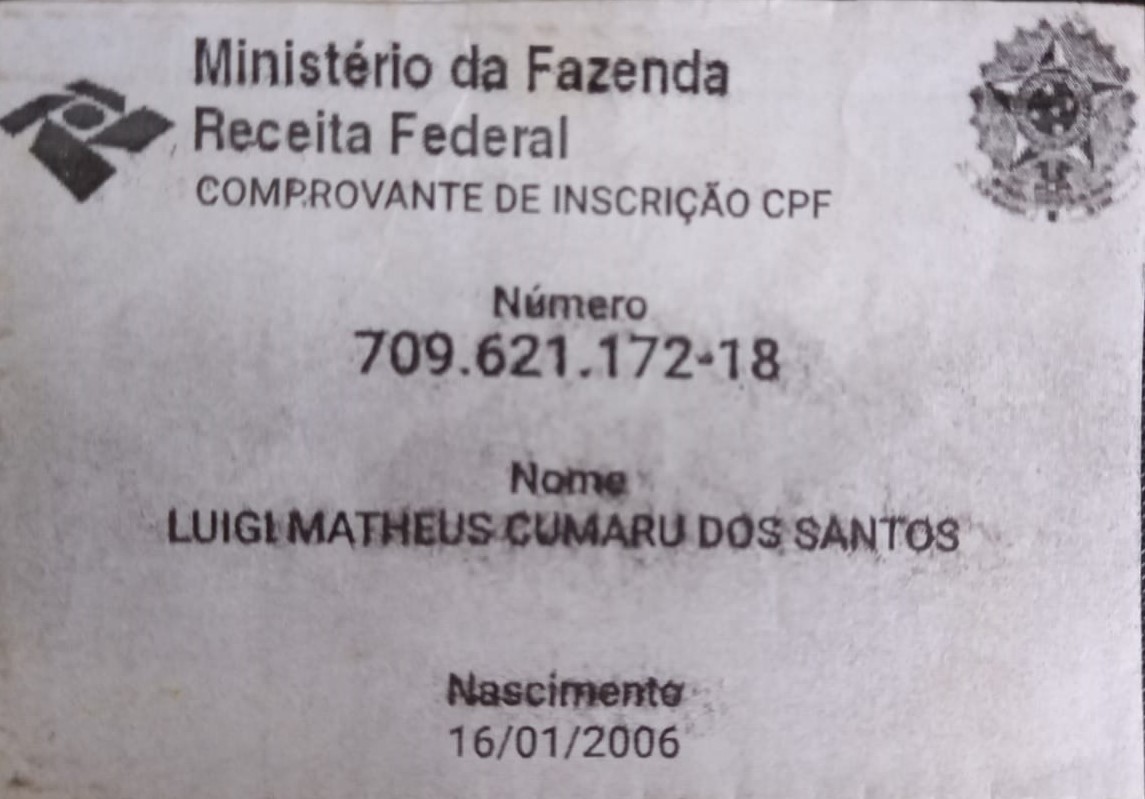 Ministério da Fazenda
Receita Federal
COMPROVANTE DE INSCRIÇÃO CPF
Número
709.621.172-18
Nome
LUIGI MATHEUS CUMARU DOS SANTOS
Nascimento
16/01/2006